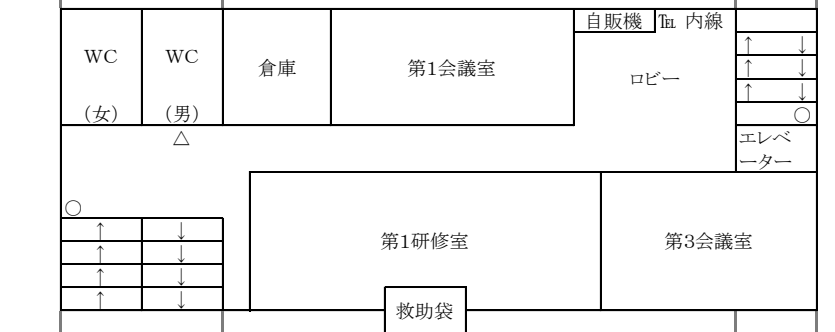 自販機 ℡ 内線
WC WC 倉庫 第1会議室 ロビー
(女) (男)
↑ ↓
↑ ↓
↑ ↓
○
△
エレベ
ーター
○
↑ ↓
↑ ↓
↑ ↓
↑ ↓
第1研修室 第3会議室
救助袋